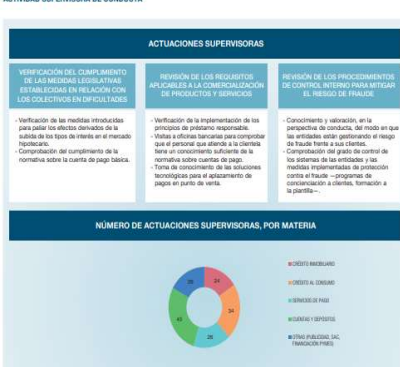 ACTIVIDAD SUPERVISORA DE CONDUCTA
ACTUACIONES SUPERVISORAS
VERIFICACIÓN DEL CUMPLIMIENTO
DE LAS MEDIDAS LEGISLATIVAS
ESTABLECIDAS EN RELACIÓN CON
LOS COLECTIVOS EN DIFICULTADES
- Verificación de las medidas introducidas
para paliar los efectos derivados de la
subida de los tipos de interés en el mercado
hipotecario.
- Comprobación del cumplimiento de la
normativa sobre la cuenta de pago básica.
REVISIÓN DE LOS REQUISITOS
APLICABLES A LA COMERCIALIZACIÓN
DE PRODUCTOS Y SERVICIOS
- Verificación de la implementación de los
principios de préstamo responsable.
- Visitas a oficinas bancarias para comprobar
que el personal que atiende a la clientela
tiene un conocimiento suficiente de la
normativa sobre cuentas de pago.
- Toma de conocimiento de las soluciones
tecnológicas para el aplazamiento de
pagos en punto de venta.
REVISIÓN DE LOS PROCEDIMIENTOS
DE CONTROL INTERNO PARA MITIGAR
EL RIESGO DE FRAUDE
- Conocimiento y valoración, en la
perspectiva de conducta, del modo en que
las entidades están gestionando el riesgo
de fraude frente a sus clientes.
- Comprobación del grado de control de
los sistemas de las entidades y las
medidas implementadas de protección
contra el fraude —programas de
concienciación a clientes, formación a
la plantilla—.
NÚMERO DE ACTUACIONES SUPERVISORAS, POR MATERIA
24
34
26
CRÉDITO INMOBILIARIO
CRÉDITO AL CONSUMO
SERVICIOS DE PAGO
CUENTAS Y DEPÓSITOS
OTRAS (PUBLICIDAD, SAC,
FINANCIACIÓN PYMES)